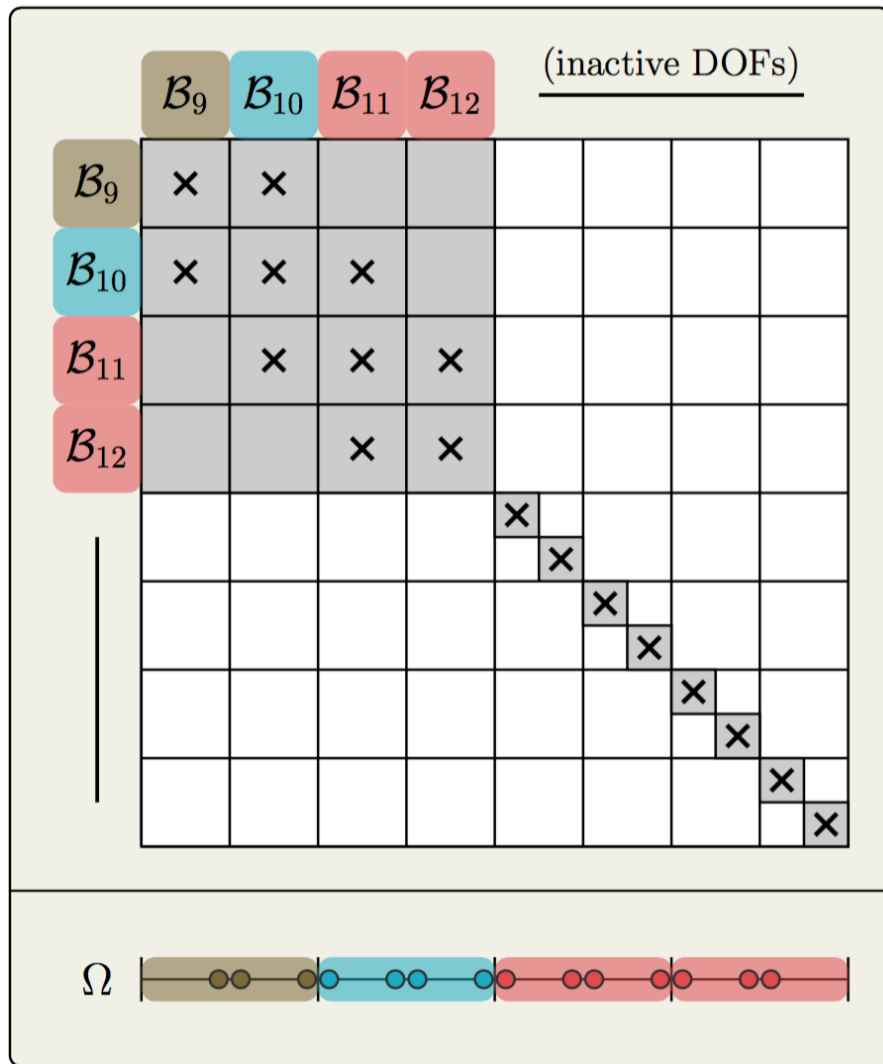 (inactive DOFs)
ℬ₉ ℬ₁₀ ℬ₁₁ ℬ₁₂
ℬ₉ × ×
ℬ₁₀ × × ×
ℬ₁₁ × × ×
ℬ₁₂ × ×
×
×
×
×
×
×
×
×
Ω